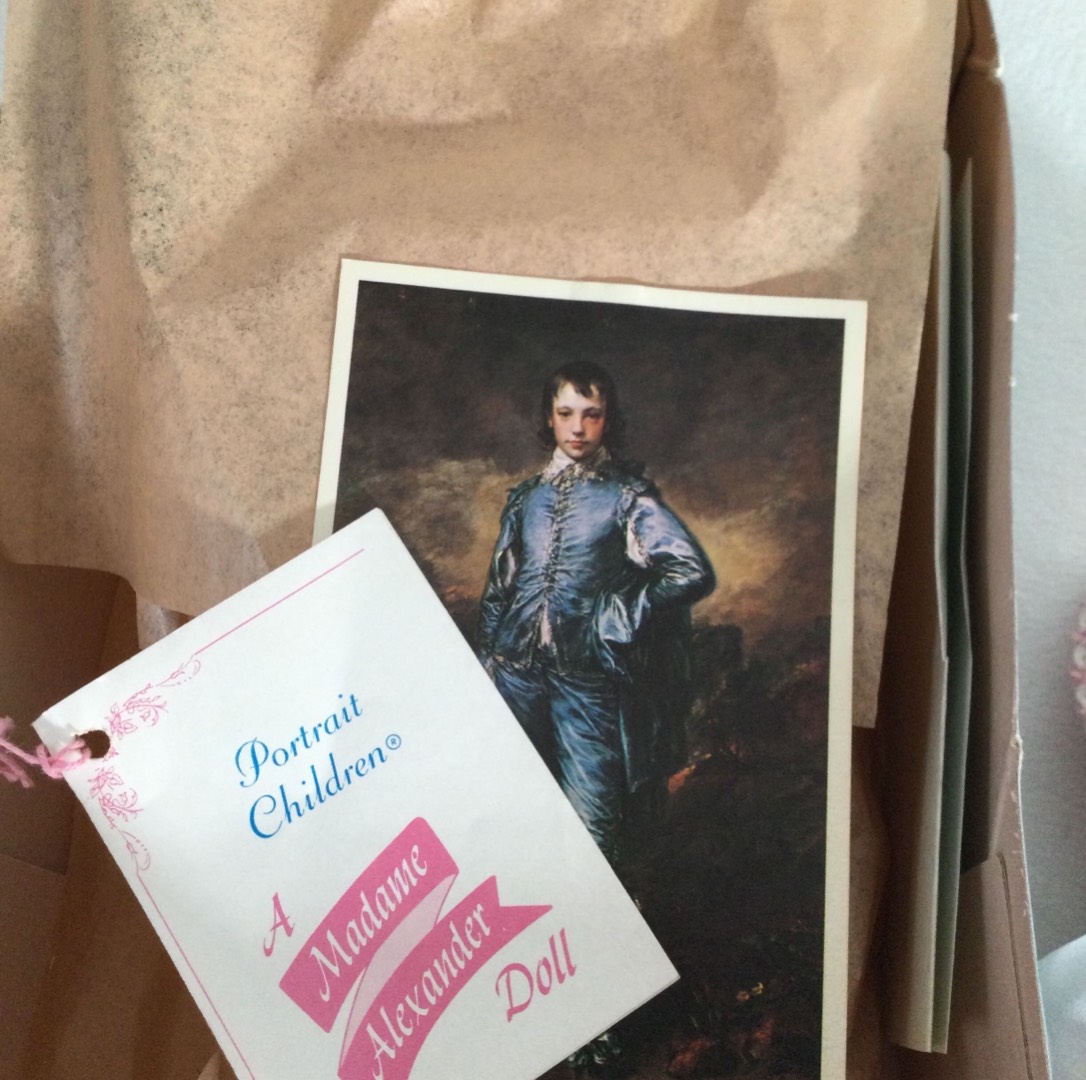 Portrait
Children®
A
Madame
Alexander
Doll